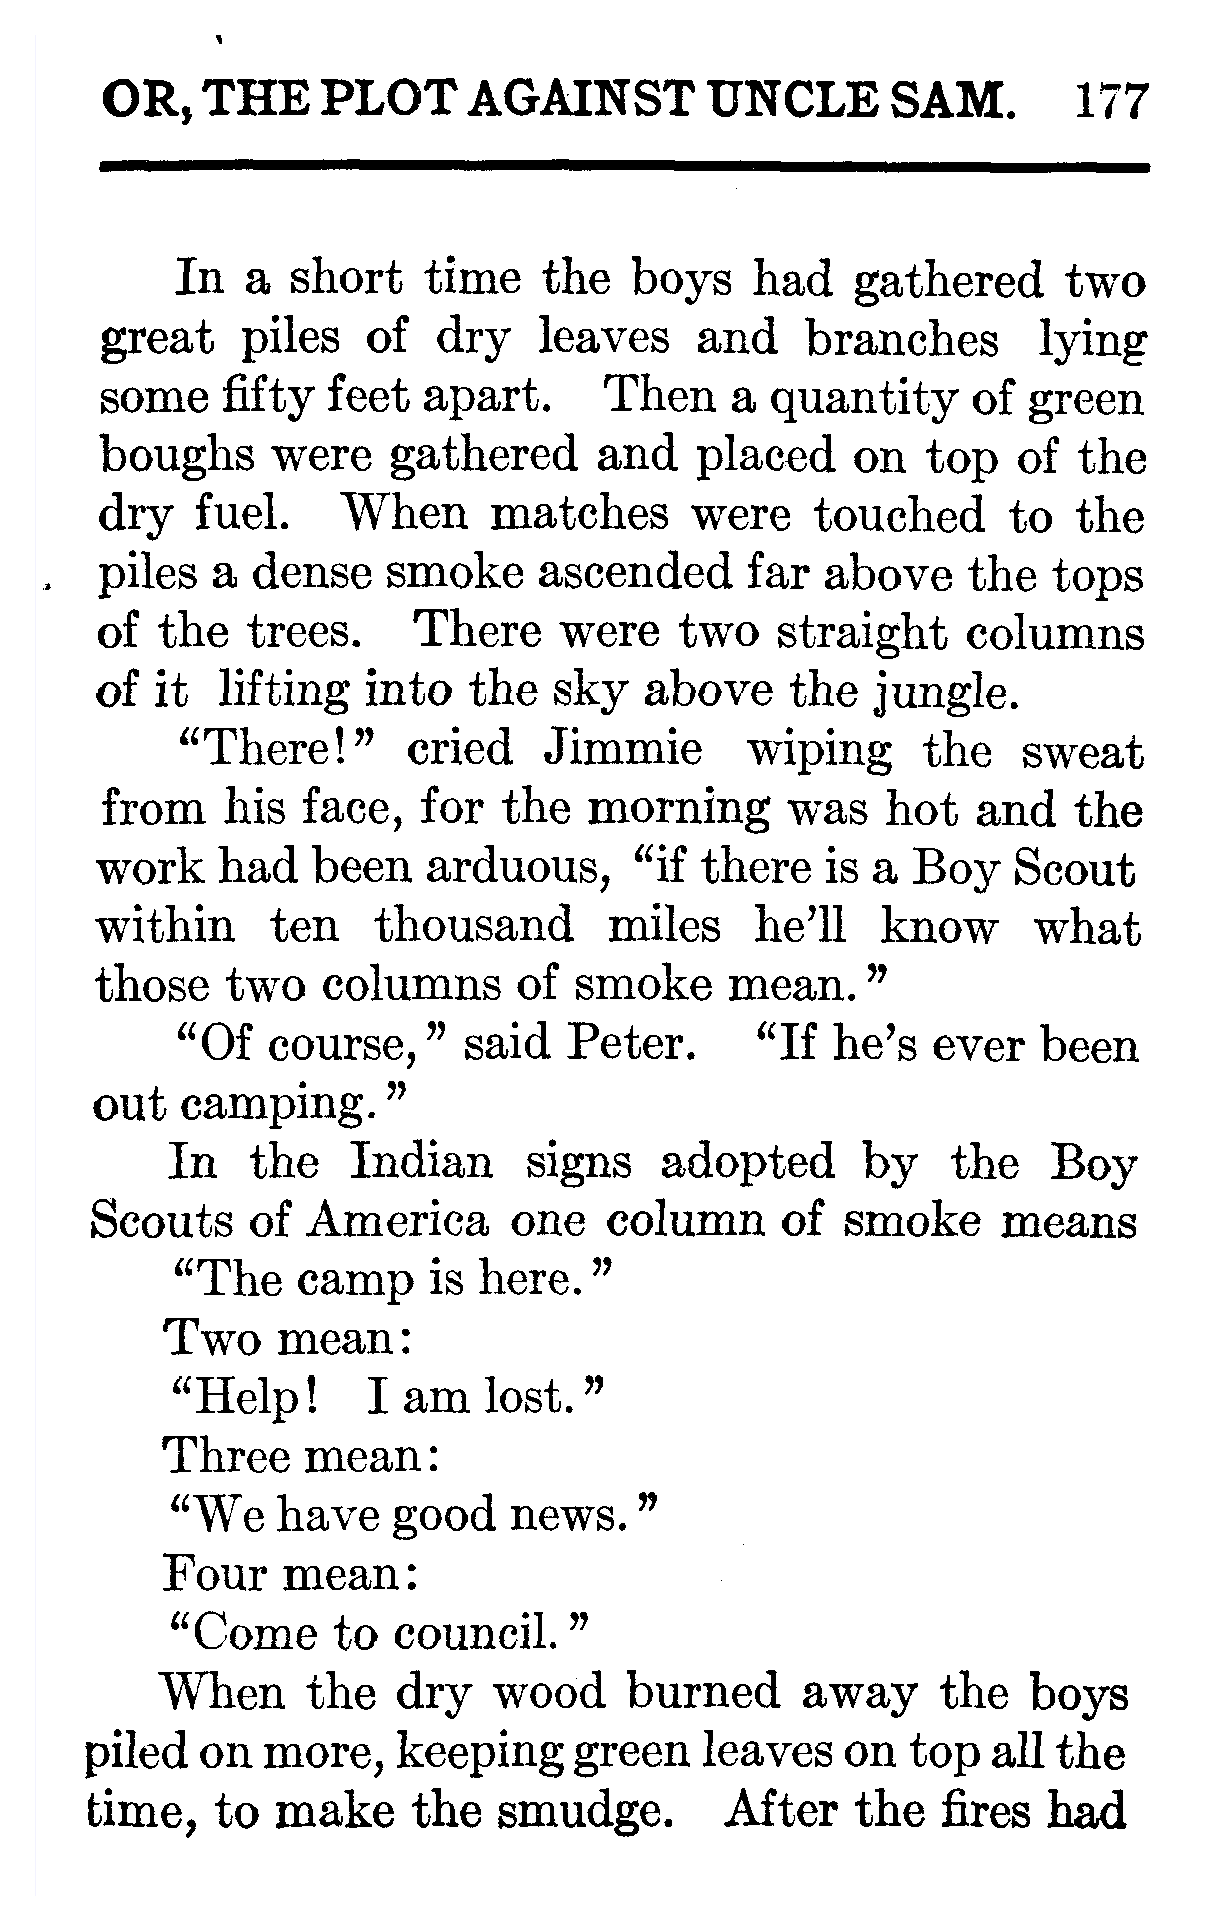 OR, THE PLOT AGAINST UNCLE SAM. 177
In a short time the boys had gathered two
great piles of dry leaves and branches lying
some fifty feet apart. Then a quantity of green
boughs were gathered and placed on top of the
dry fuel. When matches were touched to the
piles a dense smoke ascended far above the tops
of the trees. There were two straight columns
of it lifting into the sky above the jungle.
“There!” cried Jimmie wiping the sweat
from his face, for the morning was hot and the
work had been arduous, “if there is a Boy Scout
within ten thousand miles he’ll know what
those two columns of smoke mean.”
“Of course,” said Peter. “If he’s ever been
out camping.”
In the Indian signs adopted by the Boy
Scouts of America one column of smoke means
“The camp is here.”
Two mean:
“Help! I am lost.”
Three mean:
“We have good news.”
Four mean:
“Come to council.”
When the dry wood burned away the boys
piled on more, keeping green leaves on top all the
time, to make the smudge. After the fires had